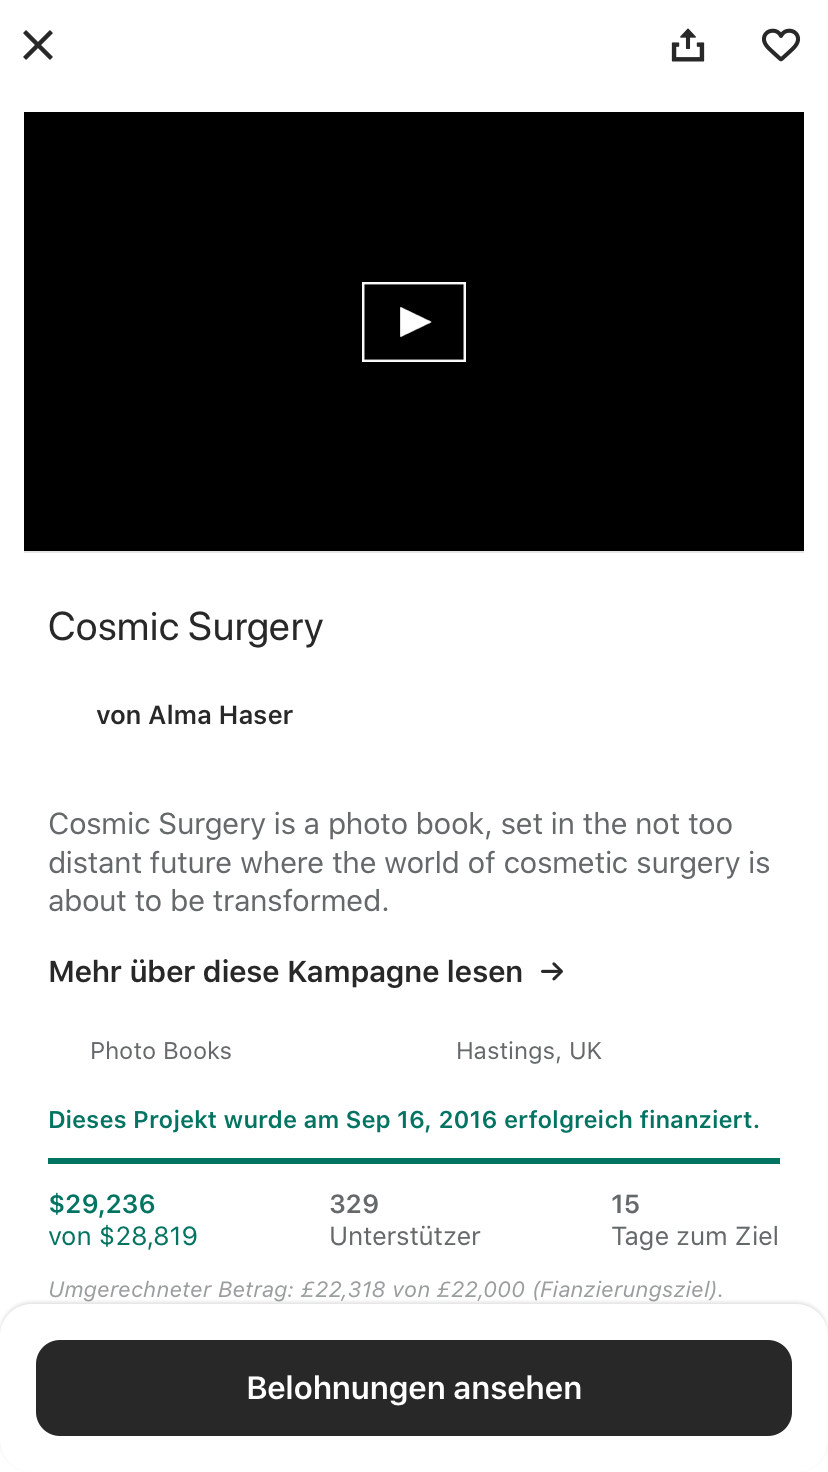 Cosmic Surgery
von Alma Haser
Cosmic Surgery is a photo book, set in the not too
distant future where the world of cosmetic surgery is
about to be transformed.
Mehr über diese Kampagne lesen →
Photo Books Hastings, UK
Dieses Projekt wurde am Sep 16, 2016 erfolgreich finanziert.
$29,236 329 15
von $28,819 Unterstützer Tage zum Ziel
Umgerechneter Betrag: £22,318 von £22,000 (Fianzierungsziel).
Belohnungen ansehen